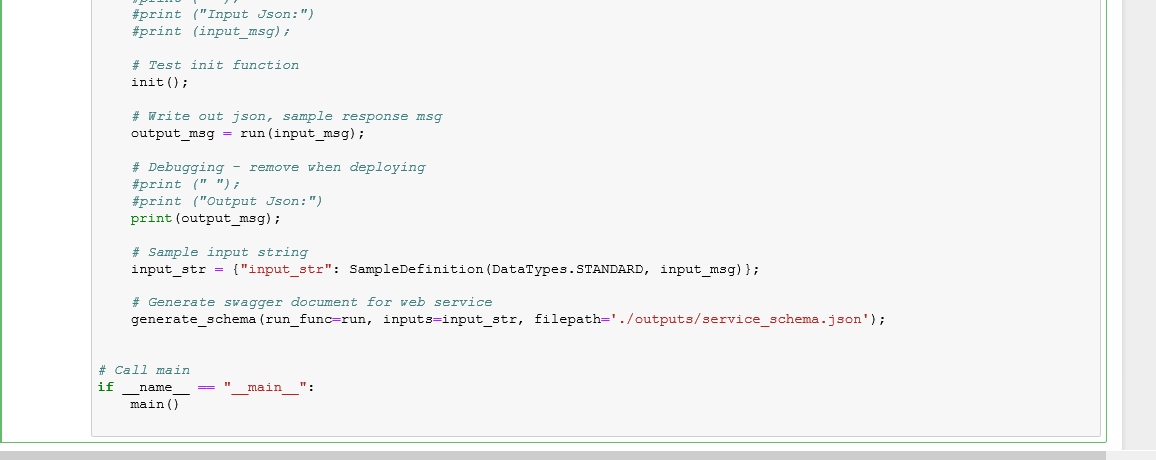 #print ("Input Json:")
#print (input_msg);
# Test init function
init();
# Write out json, sample response msg
output_msg = run(input_msg);
# Debugging - remove when deploying
#print (" ");
#print ("Output Json:")
print(output_msg);
# Sample input string
input_str = {"input_str": SampleDefinition(DataTypes.STANDARD, input_msg)};
# Generate swagger document for web service
generate_schema(run_func=run, inputs=input_str, filepath='./outputs/service_schema.json');
# Call main
if __name__ == "__main__":
main()